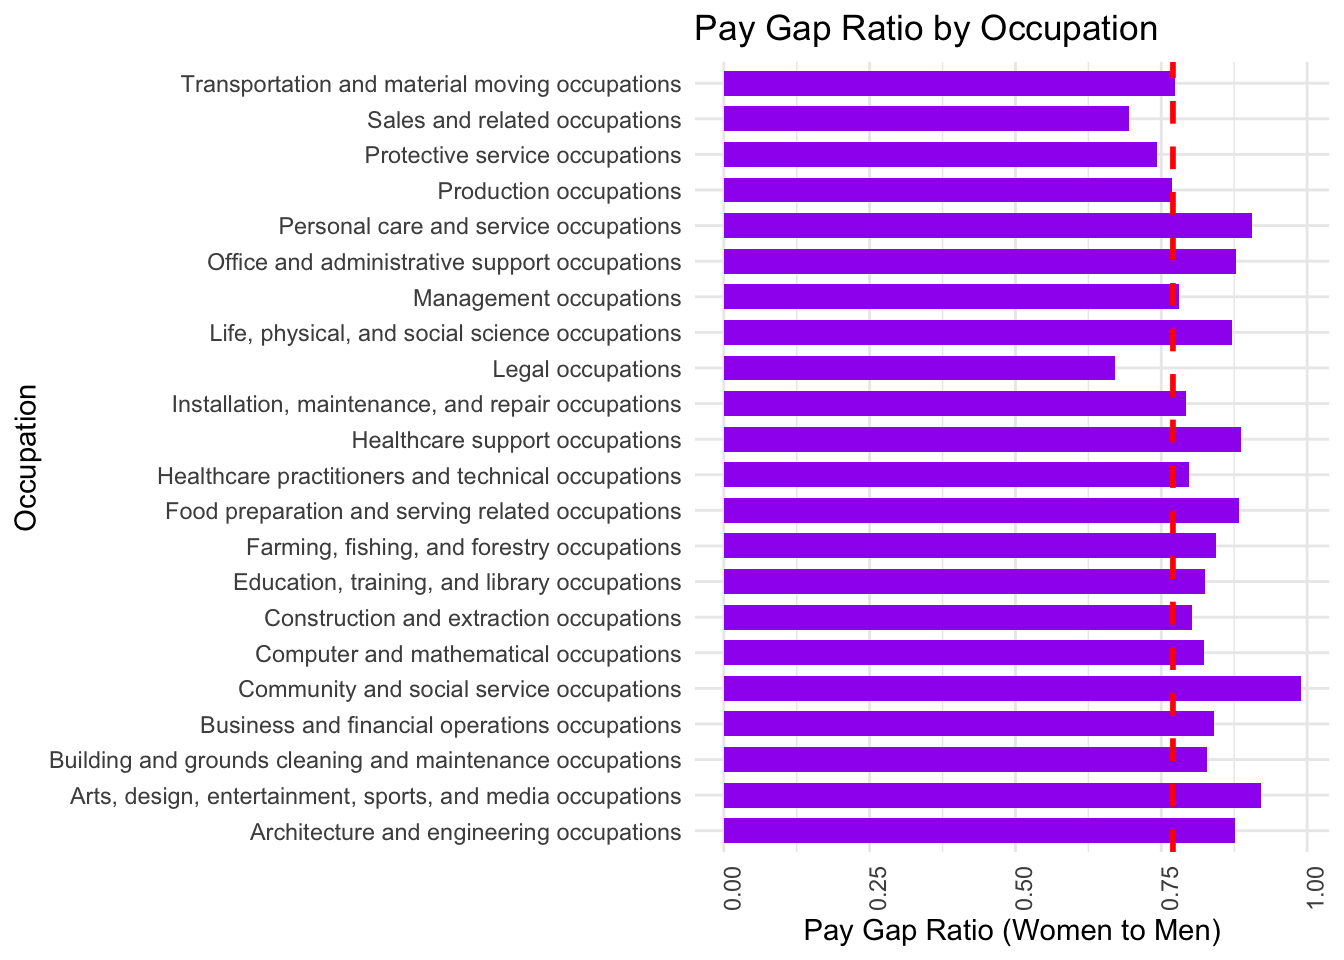 Pay Gap Ratio by Occupation
Transportation and material moving occupations
Sales and related occupations
Protective service occupations
Production occupations
Personal care and service occupations
Office and administrative support occupations
Management occupations
Life, physical, and social science occupations
Legal occupations
Installation, maintenance, and repair occupations
Healthcare support occupations
Healthcare practitioners and technical occupations
Food preparation and serving related occupations
Farming, fishing, and forestry occupations
Education, training, and library occupations
Construction and extraction occupations
Computer and mathematical occupations
Community and social service occupations
Business and financial operations occupations
Building and grounds cleaning and maintenance occupations
Arts, design, entertainment, sports, and media occupations
Architecture and engineering occupations
Occupation
0.00
0.25
0.50
0.75
1.00
Pay Gap Ratio (Women to Men)